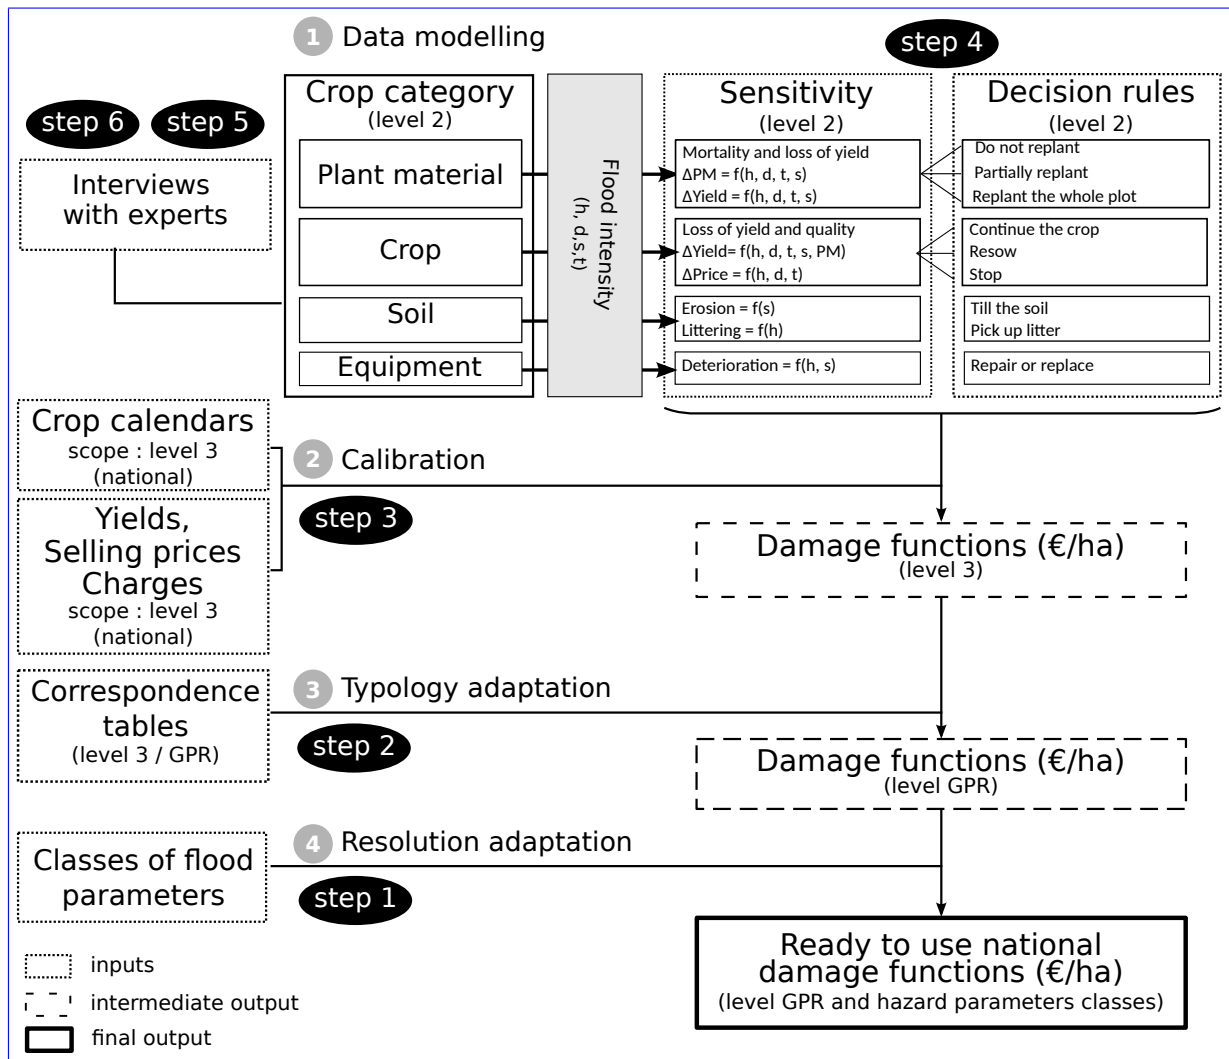 1 Data modelling
step 4
step 6
step 5
Interviews
with experts
Crop category
(level 2)
Plant material
Crop
Soil
Equipment
Flood intensity
(h, d,s,t)
Sensitivity
(level 2)
Mortality and loss of yield
ΔPM = f(h, d, t, s)
ΔYield = f(h, d, t, s)
Loss of yield and quality
ΔYield= f(h, d, t, s, PM)
ΔPrice = f(h, d, t)
Erosion = f(s)
Littering = f(h)
Deterioration = f(h, s)
Decision rules
(level 2)
Do not replant
Partially replant
Replant the whole plot
Continue the crop
Resow
Stop
Till the soil
Pick up litter
Repair or replace
Crop calendars
scope : level 3
(national)
2 Calibration
step 3
Yields,
Selling prices
Charges
scope : level 3
(national)
Damage functions (€/ha)
(level 3)
Correspondence
tables
(level 3 / GPR)
3 Typology adaptation
step 2
Damage functions (€/ha)
(level GPR)
Classes of flood
parameters
4 Resolution adaptation
step 1
Ready to use national
damage functions (€/ha)
(level GPR and hazard parameters classes)
inputs
intermediate output
final output